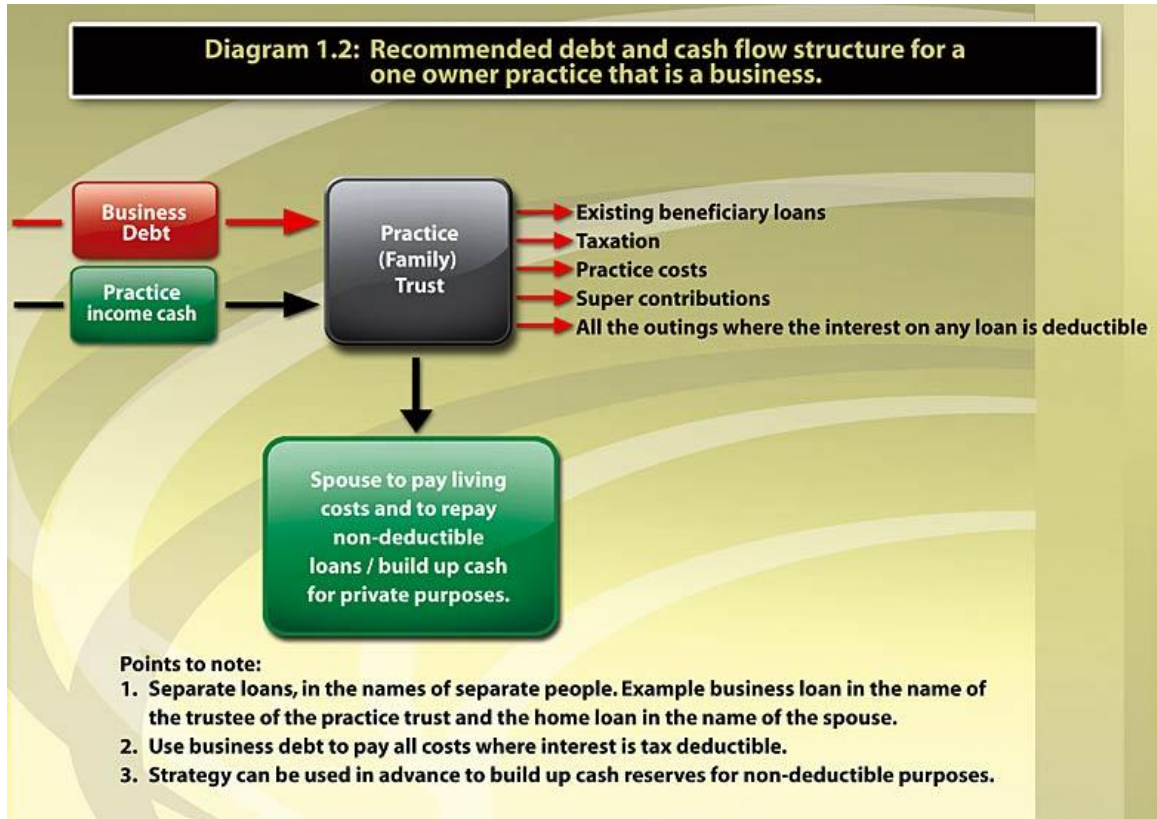 Diagram 1.2: Recommended debt and cash flow structure for a
one owner practice that is a business.
Business
Debt
Practice
income cash
Practice
(Family)
Trust
Existing beneficiary loans
Taxation
Practice costs
Super contributions
All the outings where the interest on any loan is deductible
Spouse to pay living
costs and to repay
non-deductible
loans / build up cash
for private purposes.
Points to note:
1. Separate loans, in the names of separate people. Example business loan in the name of
the trustee of the practice trust and the home loan in the name of the spouse.
2. Use business debt to pay all costs where interest is tax deductible.
3. Strategy can be used in advance to build up cash reserves for non-deductible purposes.